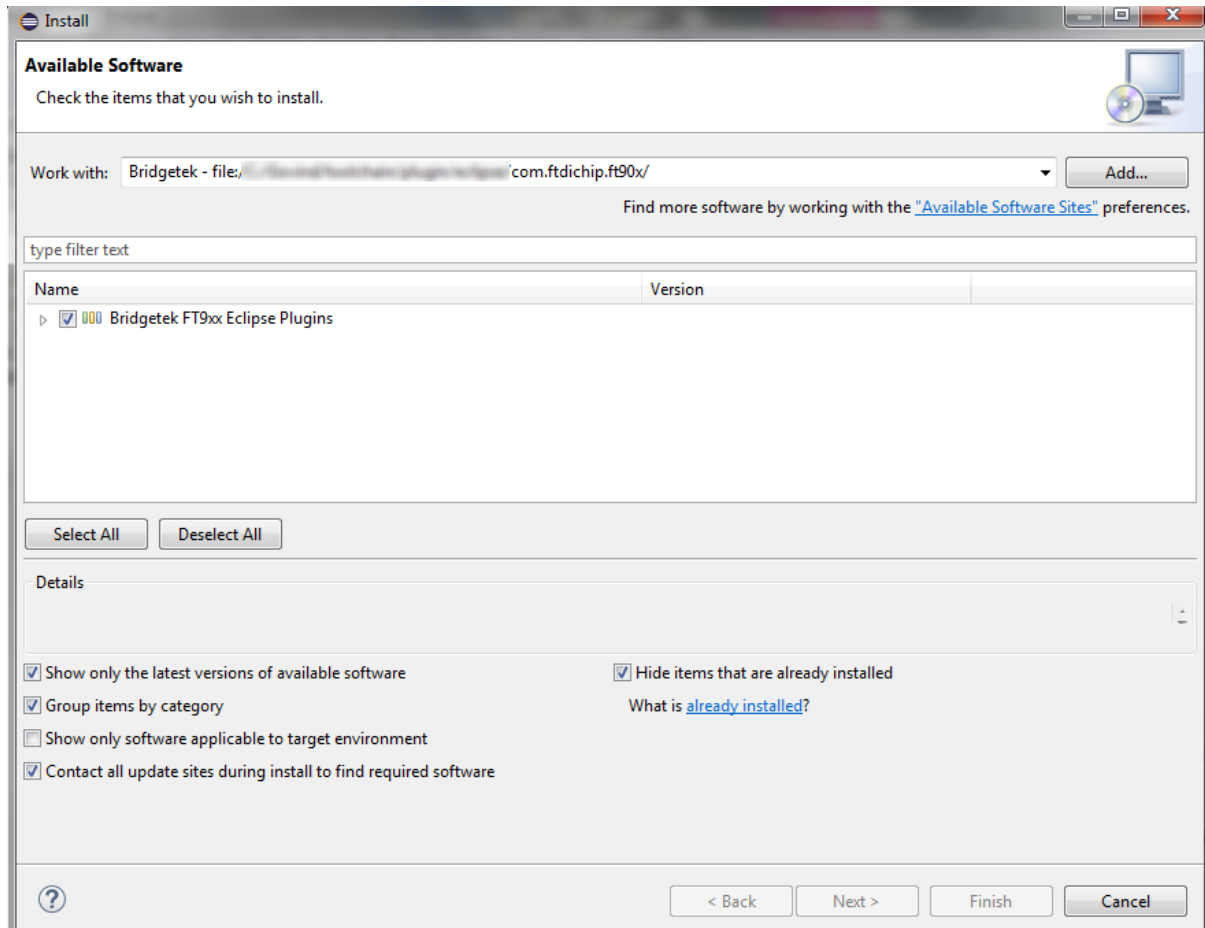 Install
Available Software
Check the items that you wish to install.
Work with: Bridgetek - file:/ com.ftdichip.ft90x/ Add...
Find more software by working with the "Available Software Sites" preferences.
type filter text
Name Version
Bridgetek FT9xx Eclipse Plugins
Select All Deselect All
Details
Show only the latest versions of available software Hide items that are already installed
Group items by category What is already installed?
Show only software applicable to target environment
Contact all update sites during install to find required software
< Back Next > Finish Cancel